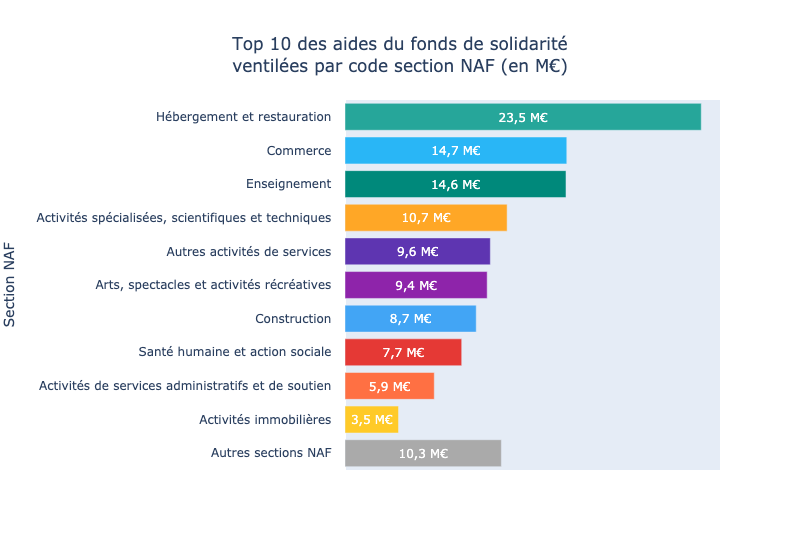 Top 10 des aides du fonds de solidarité
ventilées par code section NAF (en M€)
Section NAF
Hébergement et restauration 23,5 M€
Commerce 14,7 M€
Enseignement 14,6 M€
Activités spécialisées, scientifiques et techniques 10,7 M€
Autres activités de services 9,6 M€
Arts, spectacles et activités récréatives 9,4 M€
Construction 8,7 M€
Santé humaine et action sociale 7,7 M€
Activités de services administratifs et de soutien 5,9 M€
Activités immobilières 3,5 M€
Autres sections NAF 10,3 M€